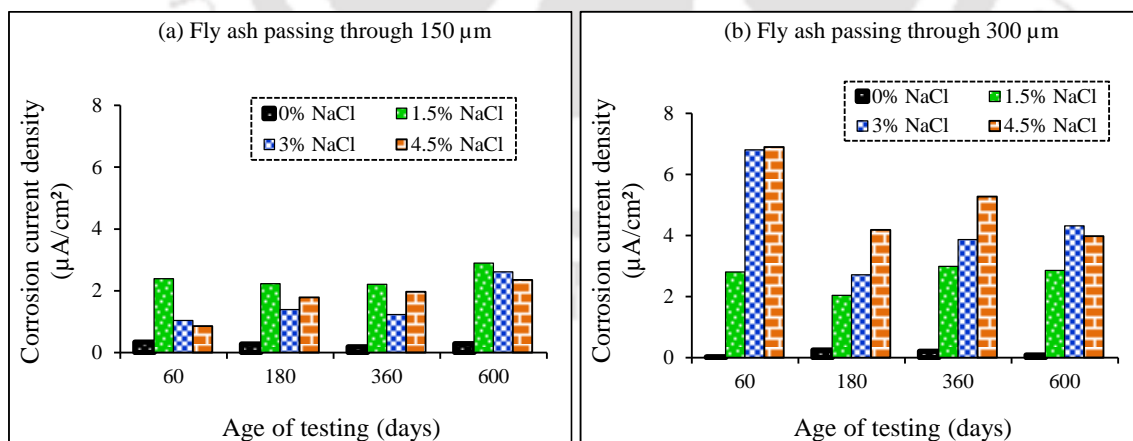 (a) Fly ash passing through 150 µm
0% NaCl 1.5% NaCl
3% NaCl 4.5% NaCl
Corrosion current density
(µA/cm²)
8
6
4
2
0
60 180 360 600
Age of testing (days)
(b) Fly ash passing through 300 µm
0% NaCl 1.5% NaCl
3% NaCl 4.5% NaCl
Corrosion current density
(µA/cm²)
8
6
4
2
0
60 180 360 600
Age of testing (days)